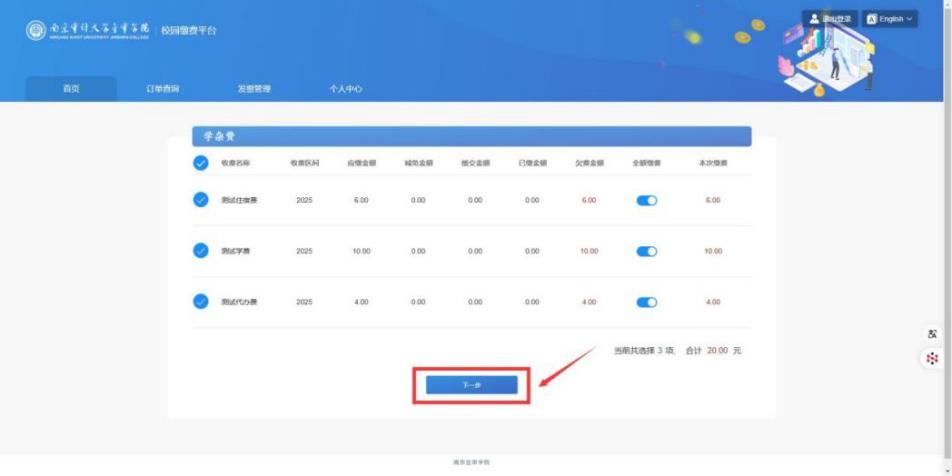 南京审计大学金审学院 校园缴费平台
NANJING AUDIT UNIVERSITY JINSHEN COLLEGE
退出登录 English
首页 订单查询 发票管理 个人中心
学杂费
收费名称 收费区间 应缴金额 减免金额 缓交金额 已缴金额 欠费金额 全额缴费 本次缴费
测试住宿费 2025 6.00 0.00 0.00 0.00 6.00 6.00
测试学费 2025 10.00 0.00 0.00 0.00 10.00 10.00
测试代办费 2025 4.00 0.00 0.00 0.00 4.00 4.00
当前共选择 3 项, 合计 20.00 元
下一步
南京金审学院